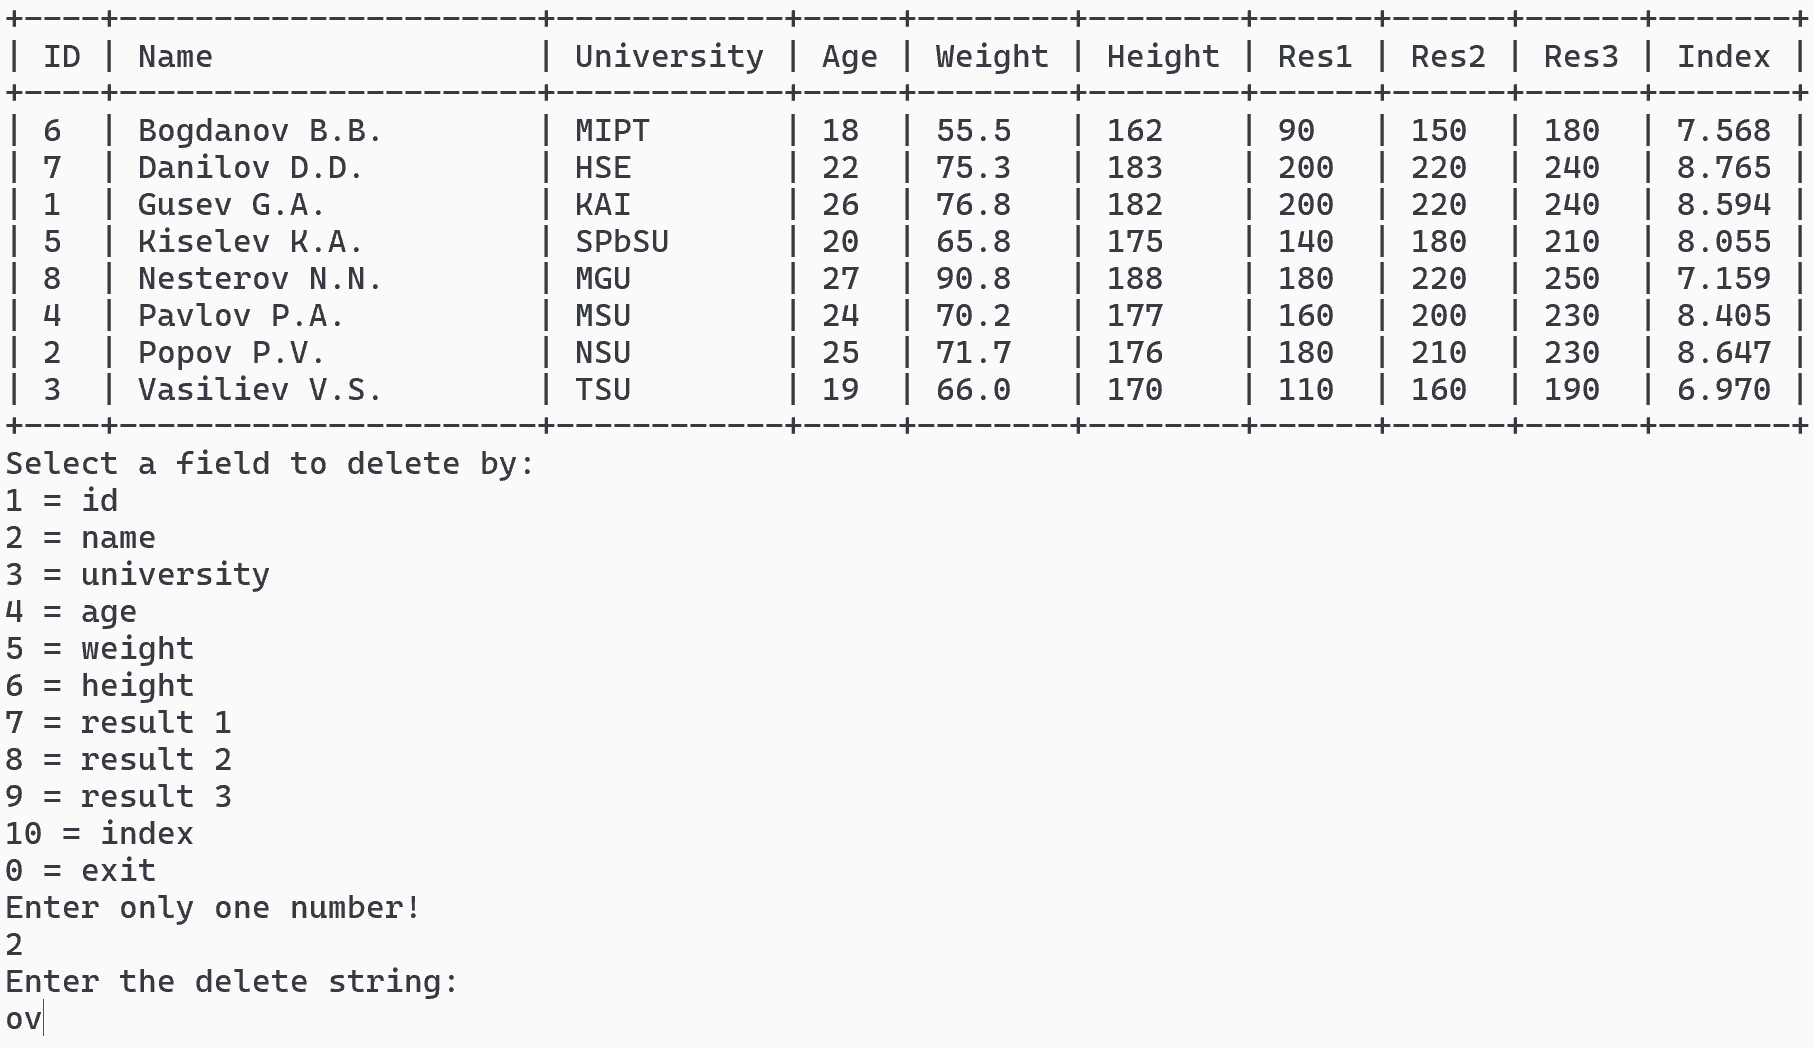 +----+----------------------+------------+-----+--------+--------+------+------+------+-------+
| ID | Name                 | University | Age | Weight | Height | Res1 | Res2 | Res3 | Index |
+----+----------------------+------------+-----+--------+--------+------+------+------+-------+
| 6  | Bogdanov B.B.        | MIPT       | 18  | 55.5   | 162    | 90   | 150  | 180  | 7.568 |
| 7  | Danilov D.D.         | HSE        | 22  | 75.3   | 183    | 200  | 220  | 240  | 8.765 |
| 1  | Gusev G.A.           | KAI        | 26  | 76.8   | 182    | 200  | 220  | 240  | 8.594 |
| 5  | Kiselev K.A.         | SPbSU      | 20  | 65.8   | 175    | 140  | 180  | 210  | 8.055 |
| 8  | Nesterov N.N.        | MGU        | 27  | 90.8   | 188    | 180  | 220  | 250  | 7.159 |
| 4  | Pavlov P.A.          | MSU        | 24  | 70.2   | 177    | 160  | 200  | 230  | 8.405 |
| 2  | Popov P.V.           | NSU        | 25  | 71.7   | 176    | 180  | 210  | 230  | 8.647 |
| 3  | Vasiliev V.S.        | TSU        | 19  | 66.0   | 170    | 110  | 160  | 190  | 6.970 |
+----+----------------------+------------+-----+--------+--------+------+------+------+-------+
Select a field to delete by:
1 = id
2 = name
3 = university
4 = age
5 = weight
6 = height
7 = result 1
8 = result 2
9 = result 3
10 = index
0 = exit
Enter only one number!
2
Enter the delete string:
ov